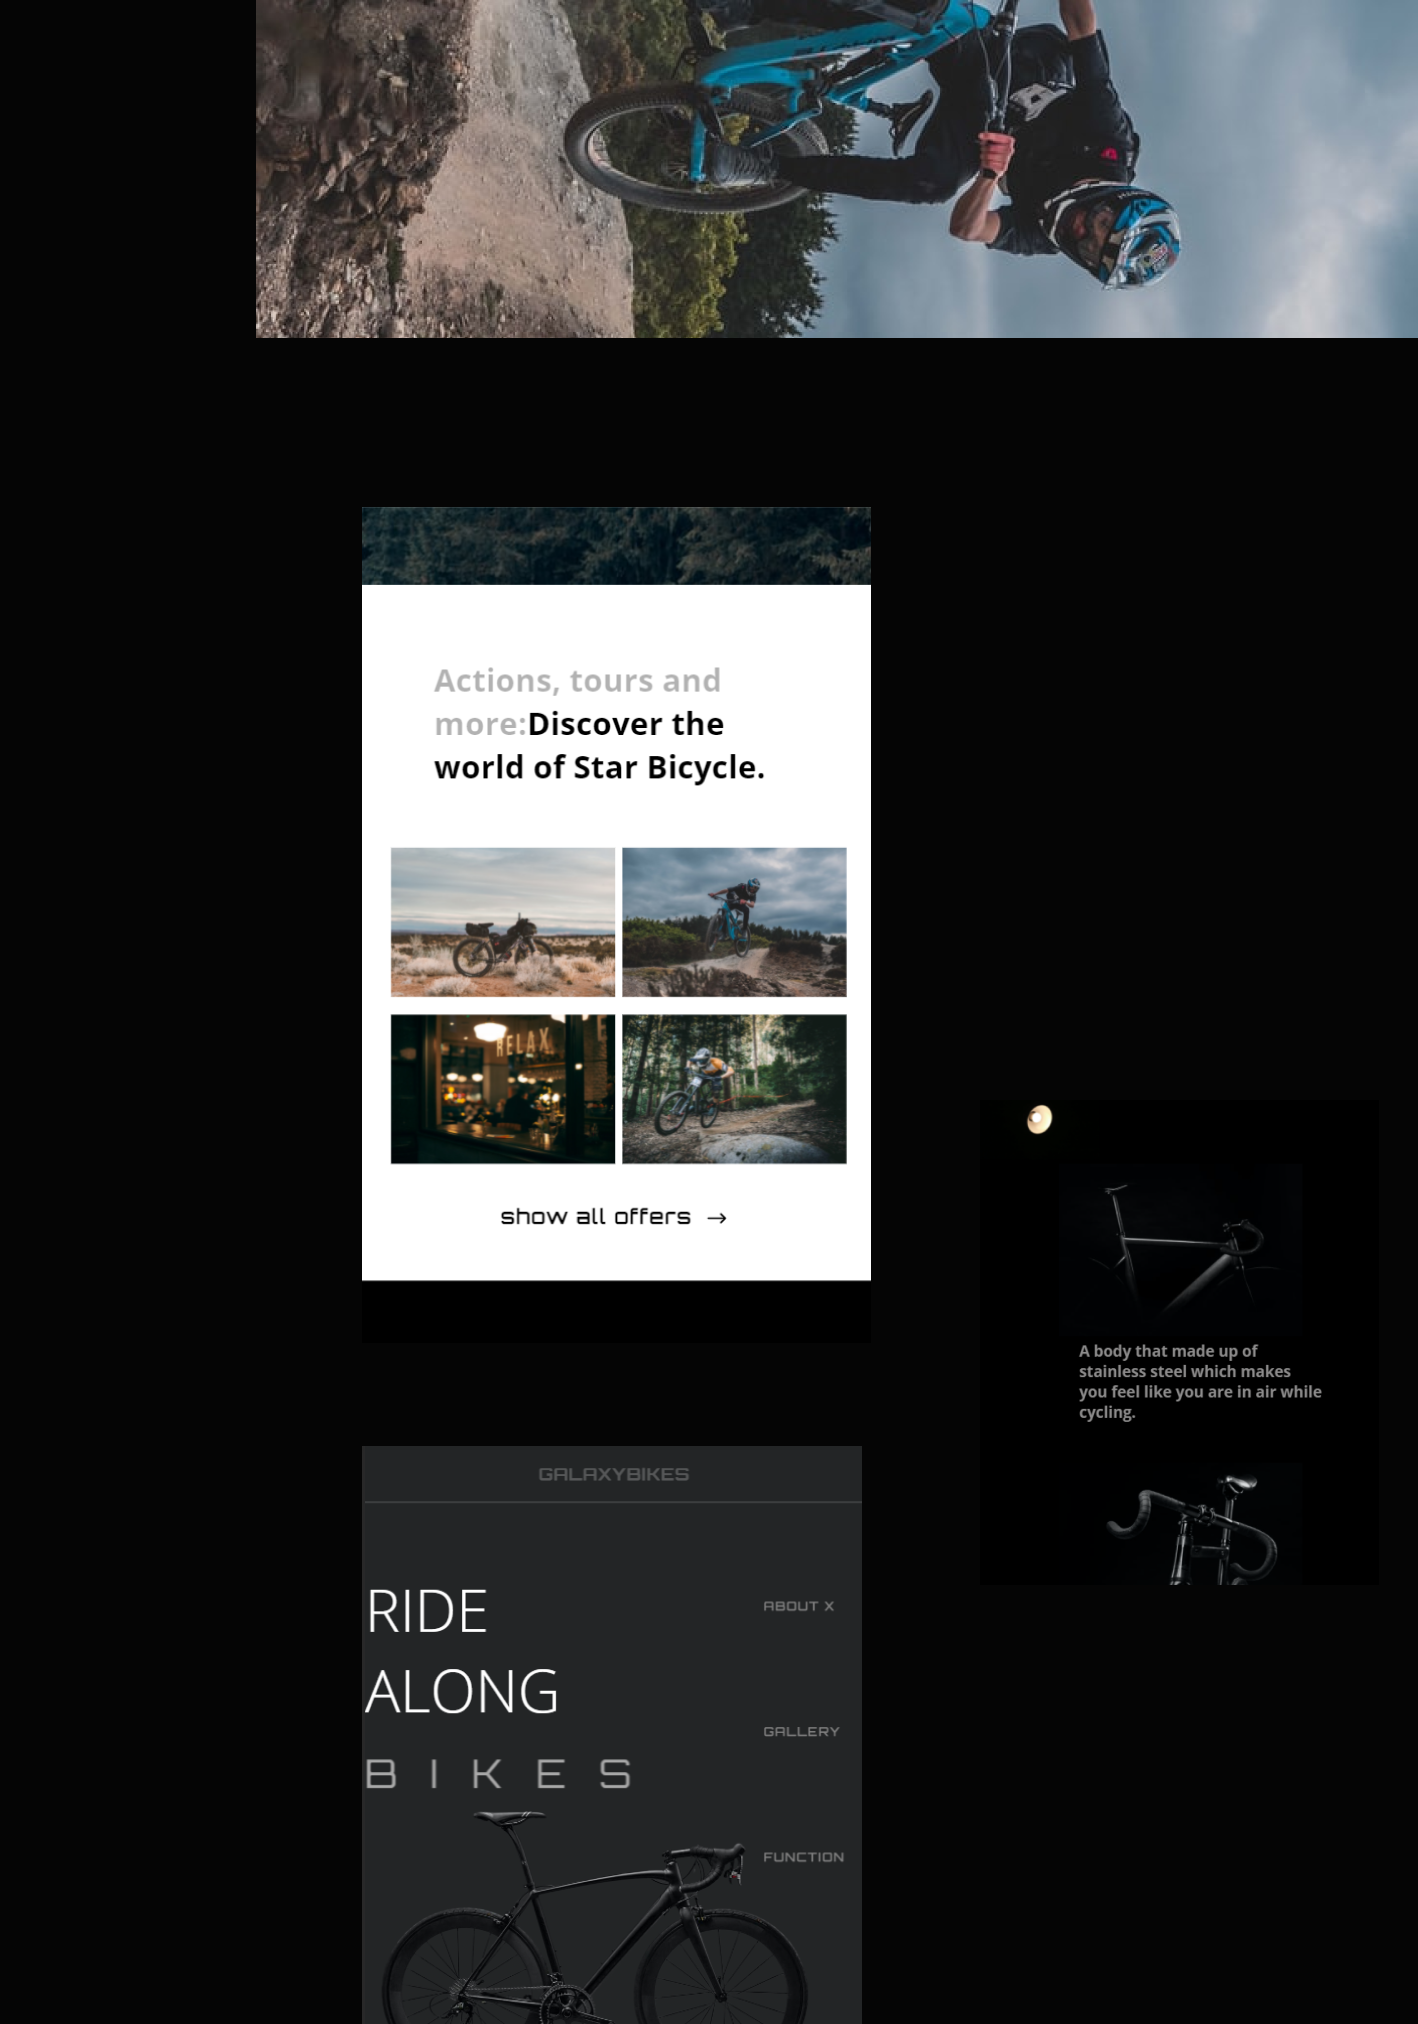 Actions, tours and
more:Discover the
world of Star Bicycle.
RELAX
show all offers →
A body that made up of
stainless steel which makes
you feel like you are in air while
cycling.
GALAXYBIKES
RIDE
ALONG
BIKES
ABOUT X
GALLERY
FUNCTION